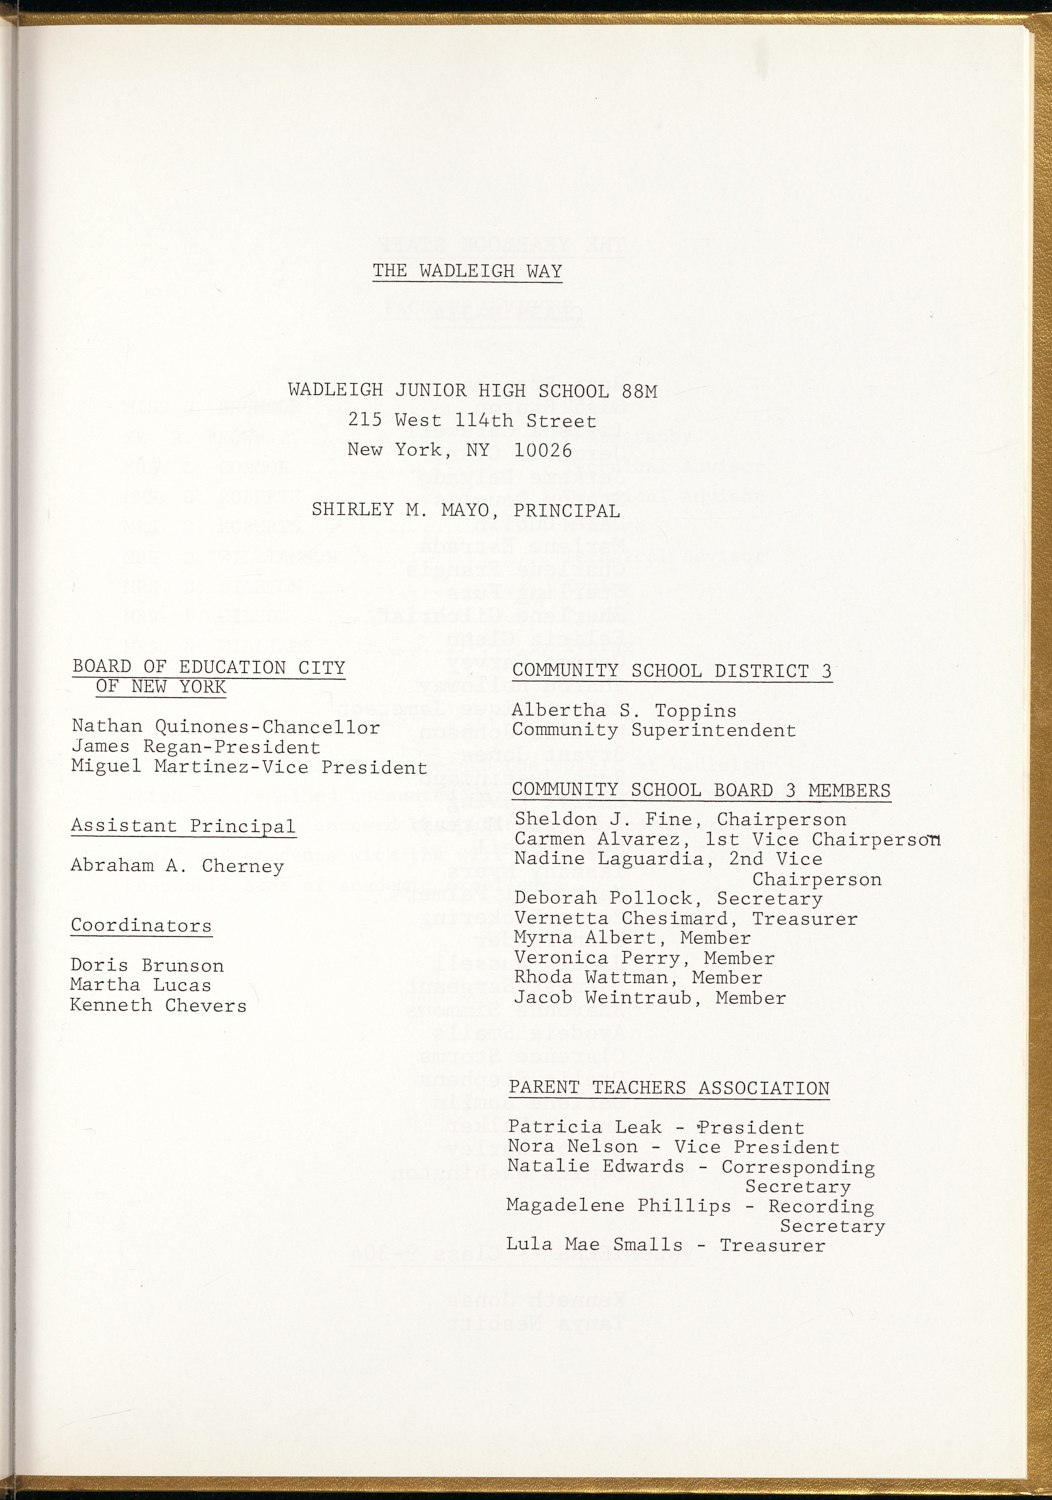 THE WADLEIGH WAY
WADLEIGH JUNIOR HIGH SCHOOL 88M
215 West 114th Street
New York, NY 10026
SHIRLEY M. MAYO, PRINCIPAL
BOARD OF EDUCATION CITY
OF NEW YORK
Nathan Quinones-Chancellor
James Regan-President
Miguel Martinez-Vice President
Assistant Principal
Abraham A. Cherney
Coordinators
Doris Brunson
Martha Lucas
Kenneth Chevers
COMMUNITY SCHOOL DISTRICT 3
Albertha S. Toppins
Community Superintendent
COMMUNITY SCHOOL BOARD 3 MEMBERS
Sheldon J. Fine, Chairperson
Carmen Alvarez, 1st Vice Chairperson
Nadine Laguardia, 2nd Vice
Chairperson
Deborah Pollock, Secretary
Vernetta Chesimard, Treasurer
Myrna Albert, Member
Veronica Perry, Member
Rhoda Wattman, Member
Jacob Weintraub, Member
PARENT TEACHERS ASSOCIATION
Patricia Leak - President
Nora Nelson - Vice President
Natalie Edwards - Corresponding
Secretary
Magadelene Phillips - Recording
Secretary
Lula Mae Smalls - Treasurer